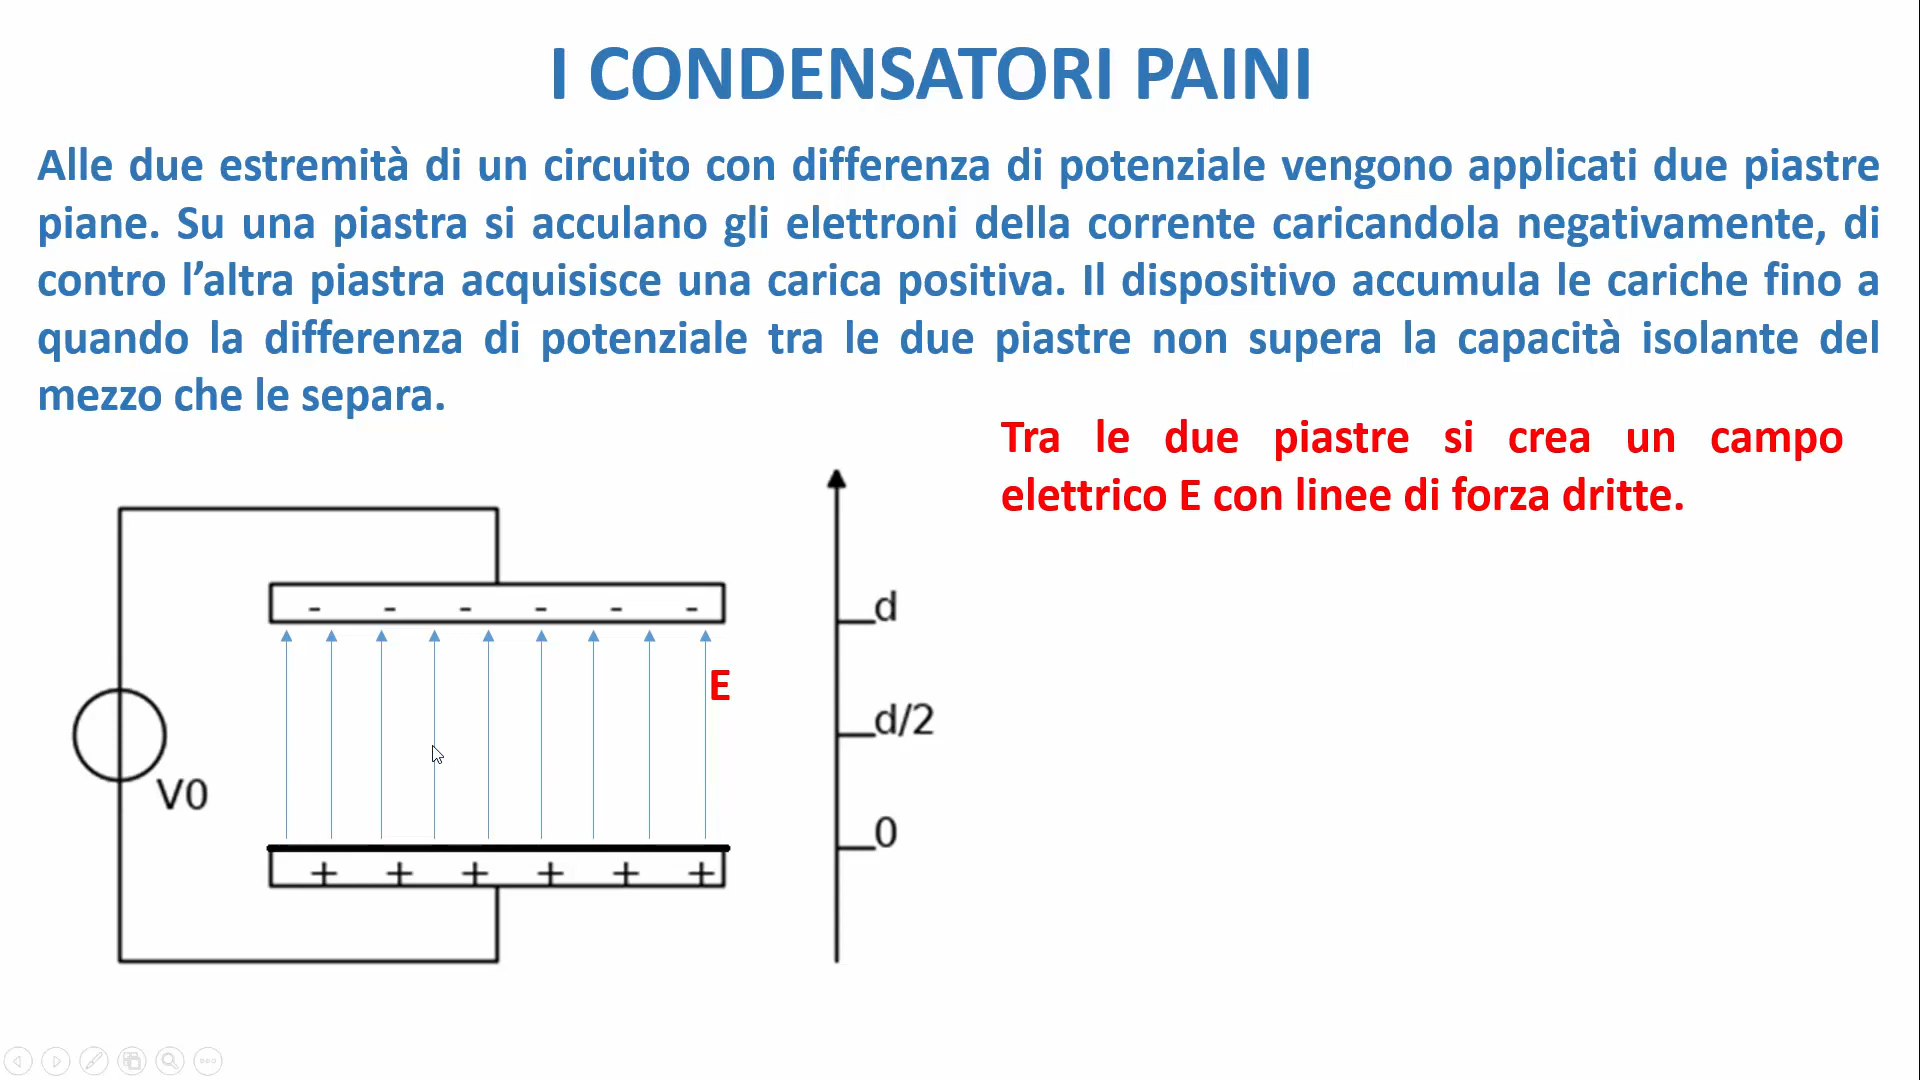 I CONDENSATORI PAINI
Alle due estremità di un circuito con differenza di potenziale vengono applicati due piastre
piane. Su una piastra si acculano gli elettroni della corrente caricandola negativamente, di
contro l’altra piastra acquisisce una carica positiva. Il dispositivo accumula le cariche fino a
quando la differenza di potenziale tra le due piastre non supera la capacità isolante del
mezzo che le separa.
Tra le due piastre si crea un campo
elettrico E con linee di forza dritte.
- - - - - -
d
E
d/2
V0
0
+ + + + + +